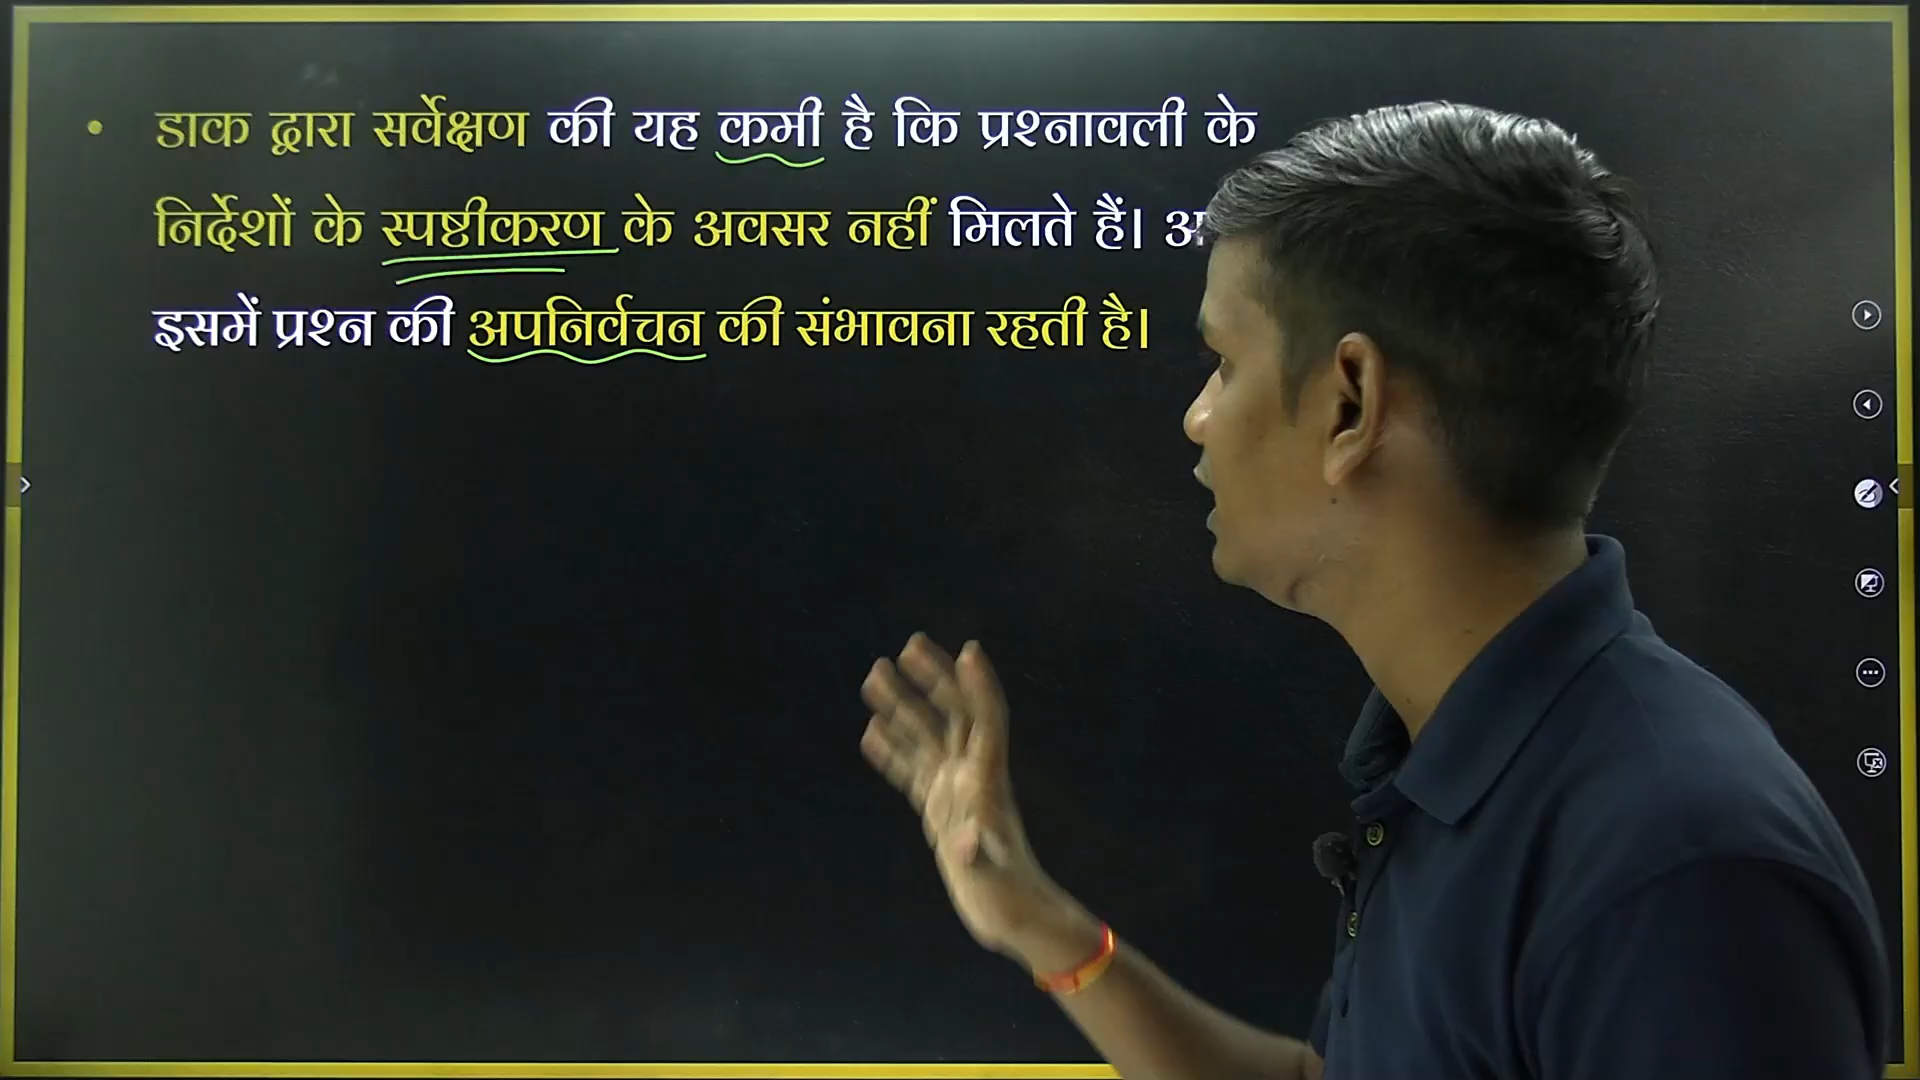 • डाक द्वारा सर्वेक्षण की यह कमी है कि प्रश्नावली के
निर्देशों के स्पष्टीकरण के अवसर नहीं मिलते हैं।
इसमें प्रश्न की अपनिर्वचन की संभावना रहती है।